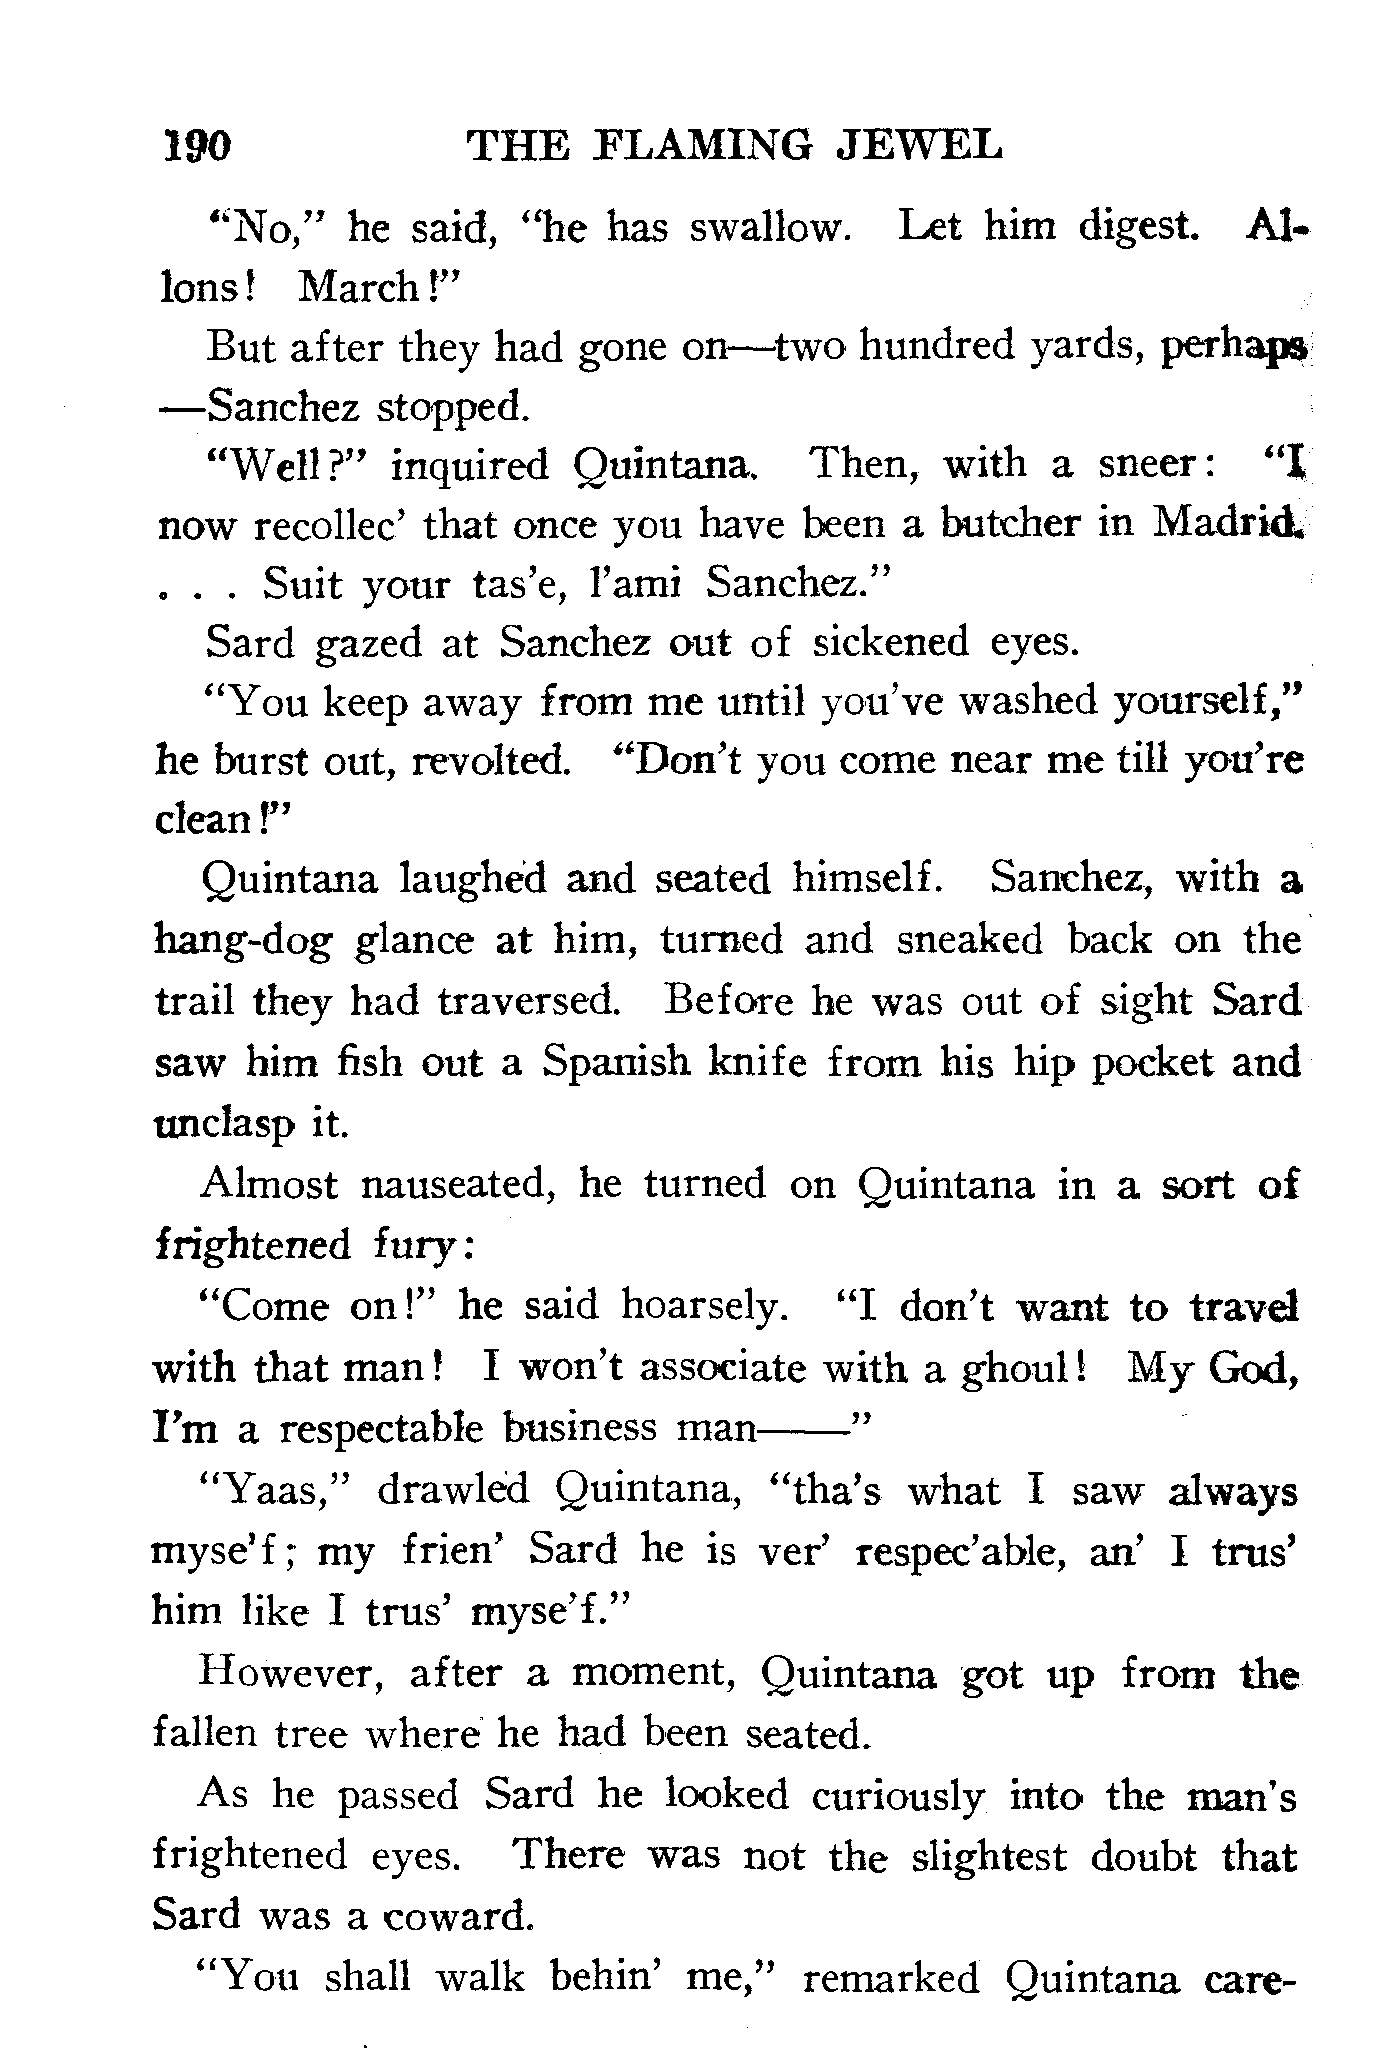 190 THE FLAMING JEWEL
“No,” he said, “he has swallow. Let him digest. Al-
lons! March!”
But after they had gone on—two hundred yards, perhaps
—Sanchez stopped.
“Well?” inquired Quintana. Then, with a sneer: “I
now recollec’ that once you have been a butcher in Madrid.
. . . Suit your tas’e, l’ami Sanchez.”
Sard gazed at Sanchez out of sickened eyes.
“You keep away from me until you’ve washed yourself,”
he burst out, revolted. “Don’t you come near me till you’re
clean!”
Quintana laughed and seated himself. Sanchez, with a
hang-dog glance at him, turned and sneaked back on the
trail they had traversed. Before he was out of sight Sard
saw him fish out a Spanish knife from his hip pocket and
unclasp it.
Almost nauseated, he turned on Quintana in a sort of
frightened fury:
“Come on!” he said hoarsely. “I don’t want to travel
with that man! I won’t associate with a ghoul! My God,
I’m a respectable business man——”
“Yaas,” drawled Quintana, “tha’s what I saw always
myse’f; my frien’ Sard he is ver’ respec’able, an’ I trus’
him like I trus’ myse’f.”
However, after a moment, Quintana got up from the
fallen tree where he had been seated.
As he passed Sard he looked curiously into the man’s
frightened eyes. There was not the slightest doubt that
Sard was a coward.
“You shall walk behin’ me,” remarked Quintana care-